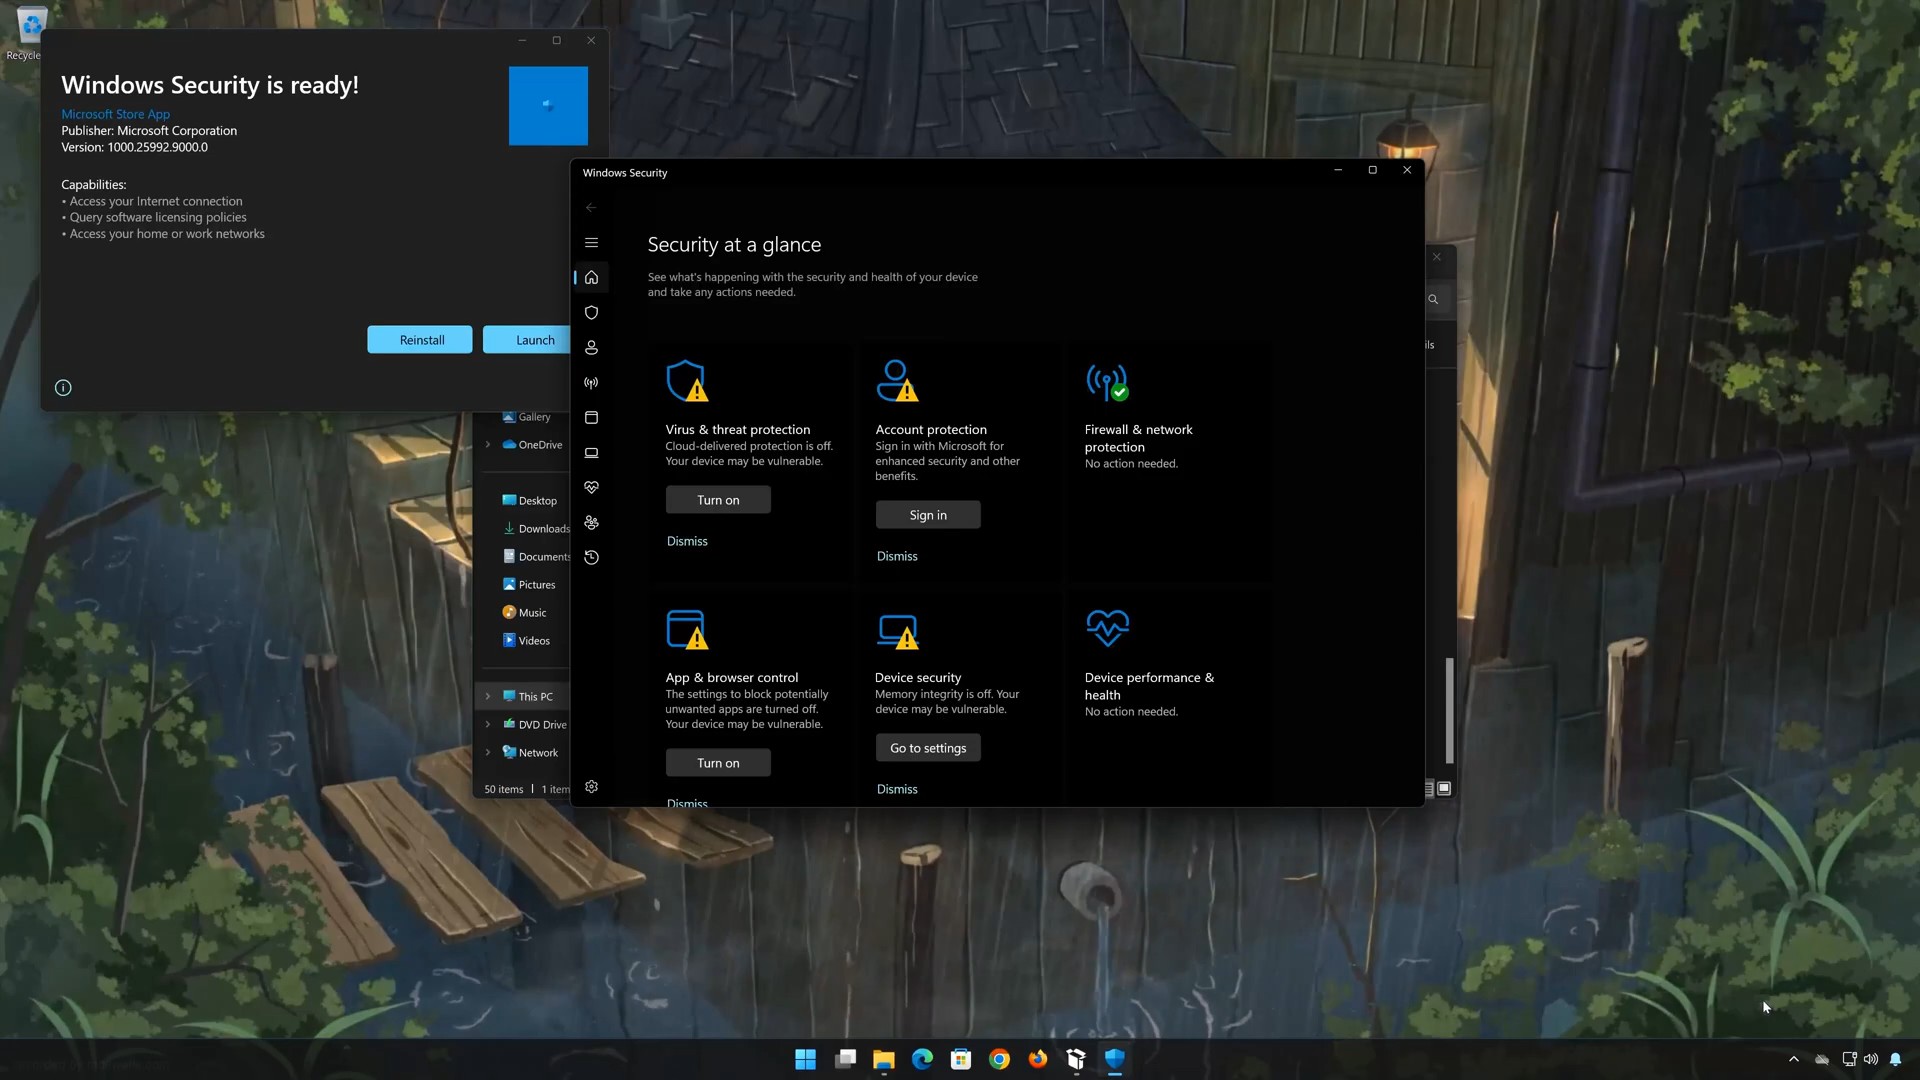 Recycle
Windows Security is ready!
Microsoft Store App
Publisher: Microsoft Corporation
Version: 1000.25992.9000.0
Capabilities:
• Access your Internet connection
• Query software licensing policies
• Access your home or work networks
Reinstall
Launch
Gallery
OneDrive
Desktop
Downloads
Documents
Pictures
Music
Videos
This PC
DVD Drive
Network
50 items
1 item
Windows Security
Security at a glance
See what's happening with the security and health of your device
and take any actions needed.
Virus & threat protection
Cloud-delivered protection is off.
Your device may be vulnerable.
Turn on
Dismiss
Account protection
Sign in with Microsoft for
enhanced security and other
benefits.
Sign in
Dismiss
Firewall & network
protection
No action needed.
App & browser control
The settings to block potentially
unwanted apps are turned off.
Your device may be vulnerable.
Turn on
Dismiss
Device security
Memory integrity is off. Your
device may be vulnerable.
Go to settings
Dismiss
Device performance &
health
No action needed.
ils